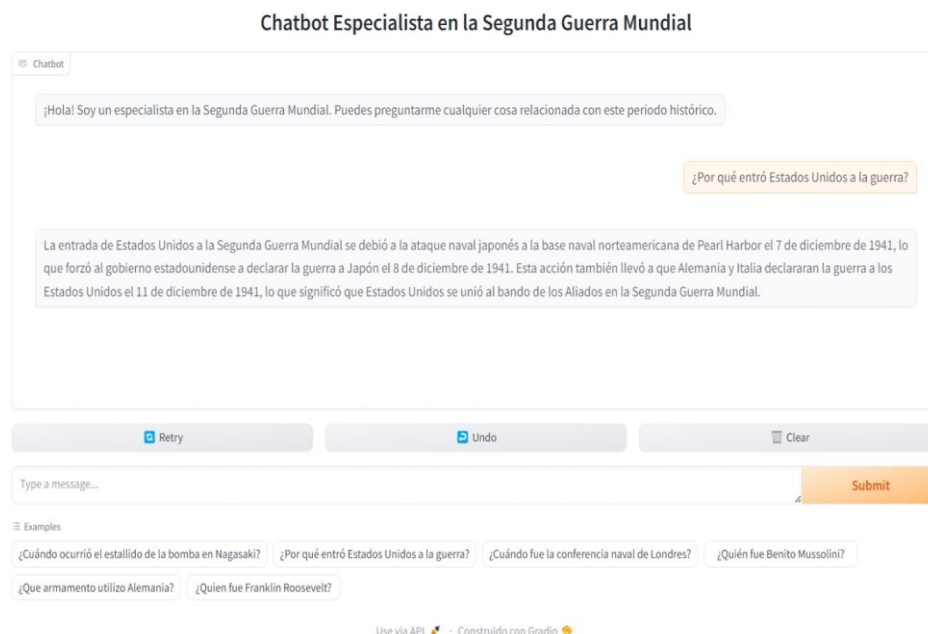 Chatbot Especialista en la Segunda Guerra Mundial
Chatbot
¡Hola! Soy un especialista en la Segunda Guerra Mundial. Puedes preguntarme cualquier cosa relacionada con este periodo histórico.
¿Por qué entró Estados Unidos a la guerra?
La entrada de Estados Unidos a la Segunda Guerra Mundial se debió a la ataque naval japonés a la base naval norteamericana de Pearl Harbor el 7 de diciembre de 1941, lo
que forzó al gobierno estadounidense a declarar la guerra a Japón el 8 de diciembre de 1941. Esta acción también llevó a que Alemania y Italia declararan la guerra a los
Estados Unidos el 11 de diciembre de 1941, lo que significó que Estados Unidos se unió al bando de los Aliados en la Segunda Guerra Mundial.
Retry
Undo
Clear
Type a message...
Submit
Examples
¿Cuándo ocurrió el estallido de la bomba en Nagasaki?
¿Por qué entró Estados Unidos a la guerra?
¿Cuándo fue la conferencia naval de Londres?
¿Quién fue Benito Mussolini?
¿Que armamento utilizo Alemania?
¿Quien fue Franklin Roosevelt?
Use via API · Construido con Gradio